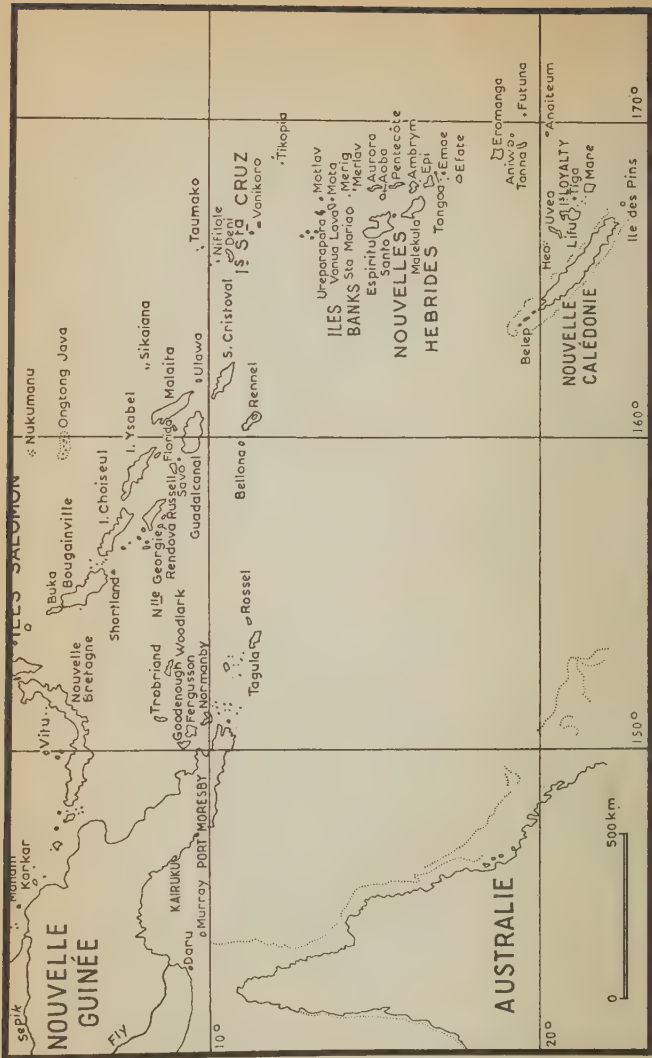 ILES SALOMON
Nukumanu
Ongtong Java
Buka
Bougainville
I. Choiseul
I. Ysabel
Sikaiana
Shortland
Nlle Georgie
Rendova
Russell
Savo
Florida
Malaita
Guadalcanal
Ulawa
S. Cristoval
Bellona
Rennel
Taumako
Nifilole
Deni
Is Sta CRUZ
Vanikoro
Tikopia
Sepik
Manam
Karkar
Vitu
Nouvelle
Bretagne
NOUVELLE
GUINÉE
Fly
Daru
Murray
KAIRUKU
PORT MORESBY
Trobriand
Woodlark
Goodenough
Fergusson
Normanby
Tagula
Rossel
Ureparapara
Motlav
Vanua Lava
Mota
ILES
BANKS
Sta Maria
Merig
Merlav
Espiritu
Santo
Aurora
Aoba
Pentecôte
NOUVELLES
HEBRIDES
Malekula
Ambrym
Epi
Tongoa
Emae
Efate
Eromanga
Aniwa
Tanna
Futuna
Anaiteum
Heo
Uvea
Is LOYALTY
Lifu
Tiga
Mare
Belep
NOUVELLE
CALÉDONIE
Ile des Pins
AUSTRALIE
0
500 km
10°
20°
150°
160°
170°